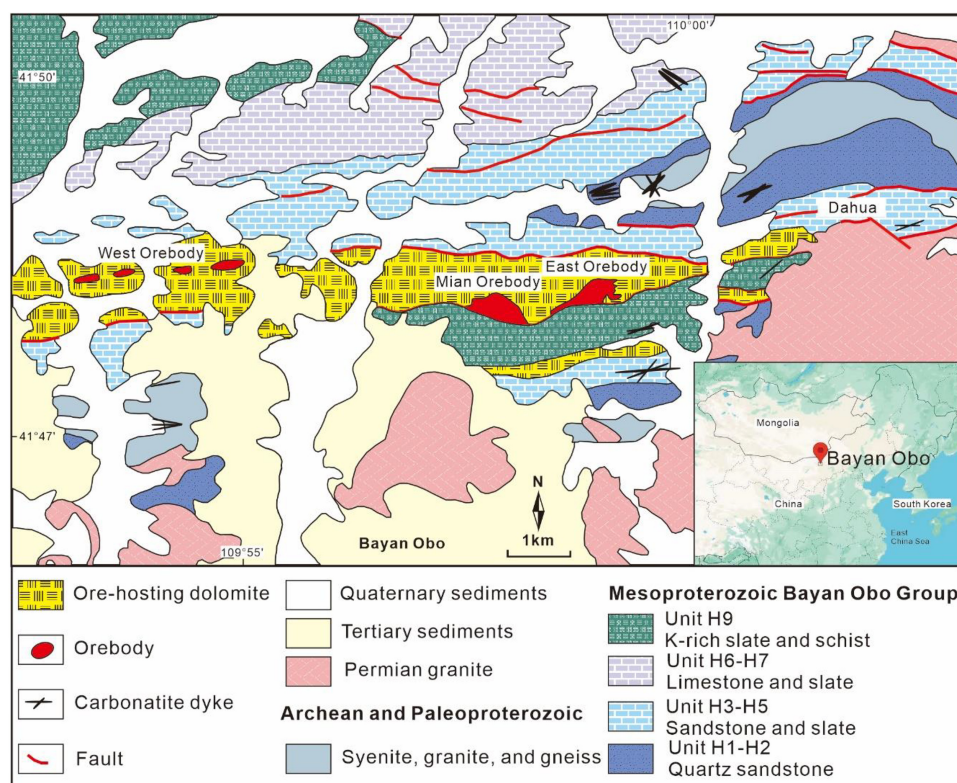 110°00'
41°50'
Dahua
West Orebody
East Orebody
Mian Orebody
41°47'
109°55'
Bayan Obo
N
1km
Mongolia
Bayan Obo
China
South Korea
East
China Sea
Ore-hosting dolomite
Orebody
Carbonatite dyke
Fault
Quaternary sediments
Tertiary sediments
Permian granite
Archean and Paleoproterozoic
Syenite, granite, and gneiss
Mesoproterozoic Bayan Obo Group
Unit H9
K-rich slate and schist
Unit H6-H7
Limestone and slate
Unit H3-H5
Sandstone and slate
Unit H1-H2
Quartz sandstone